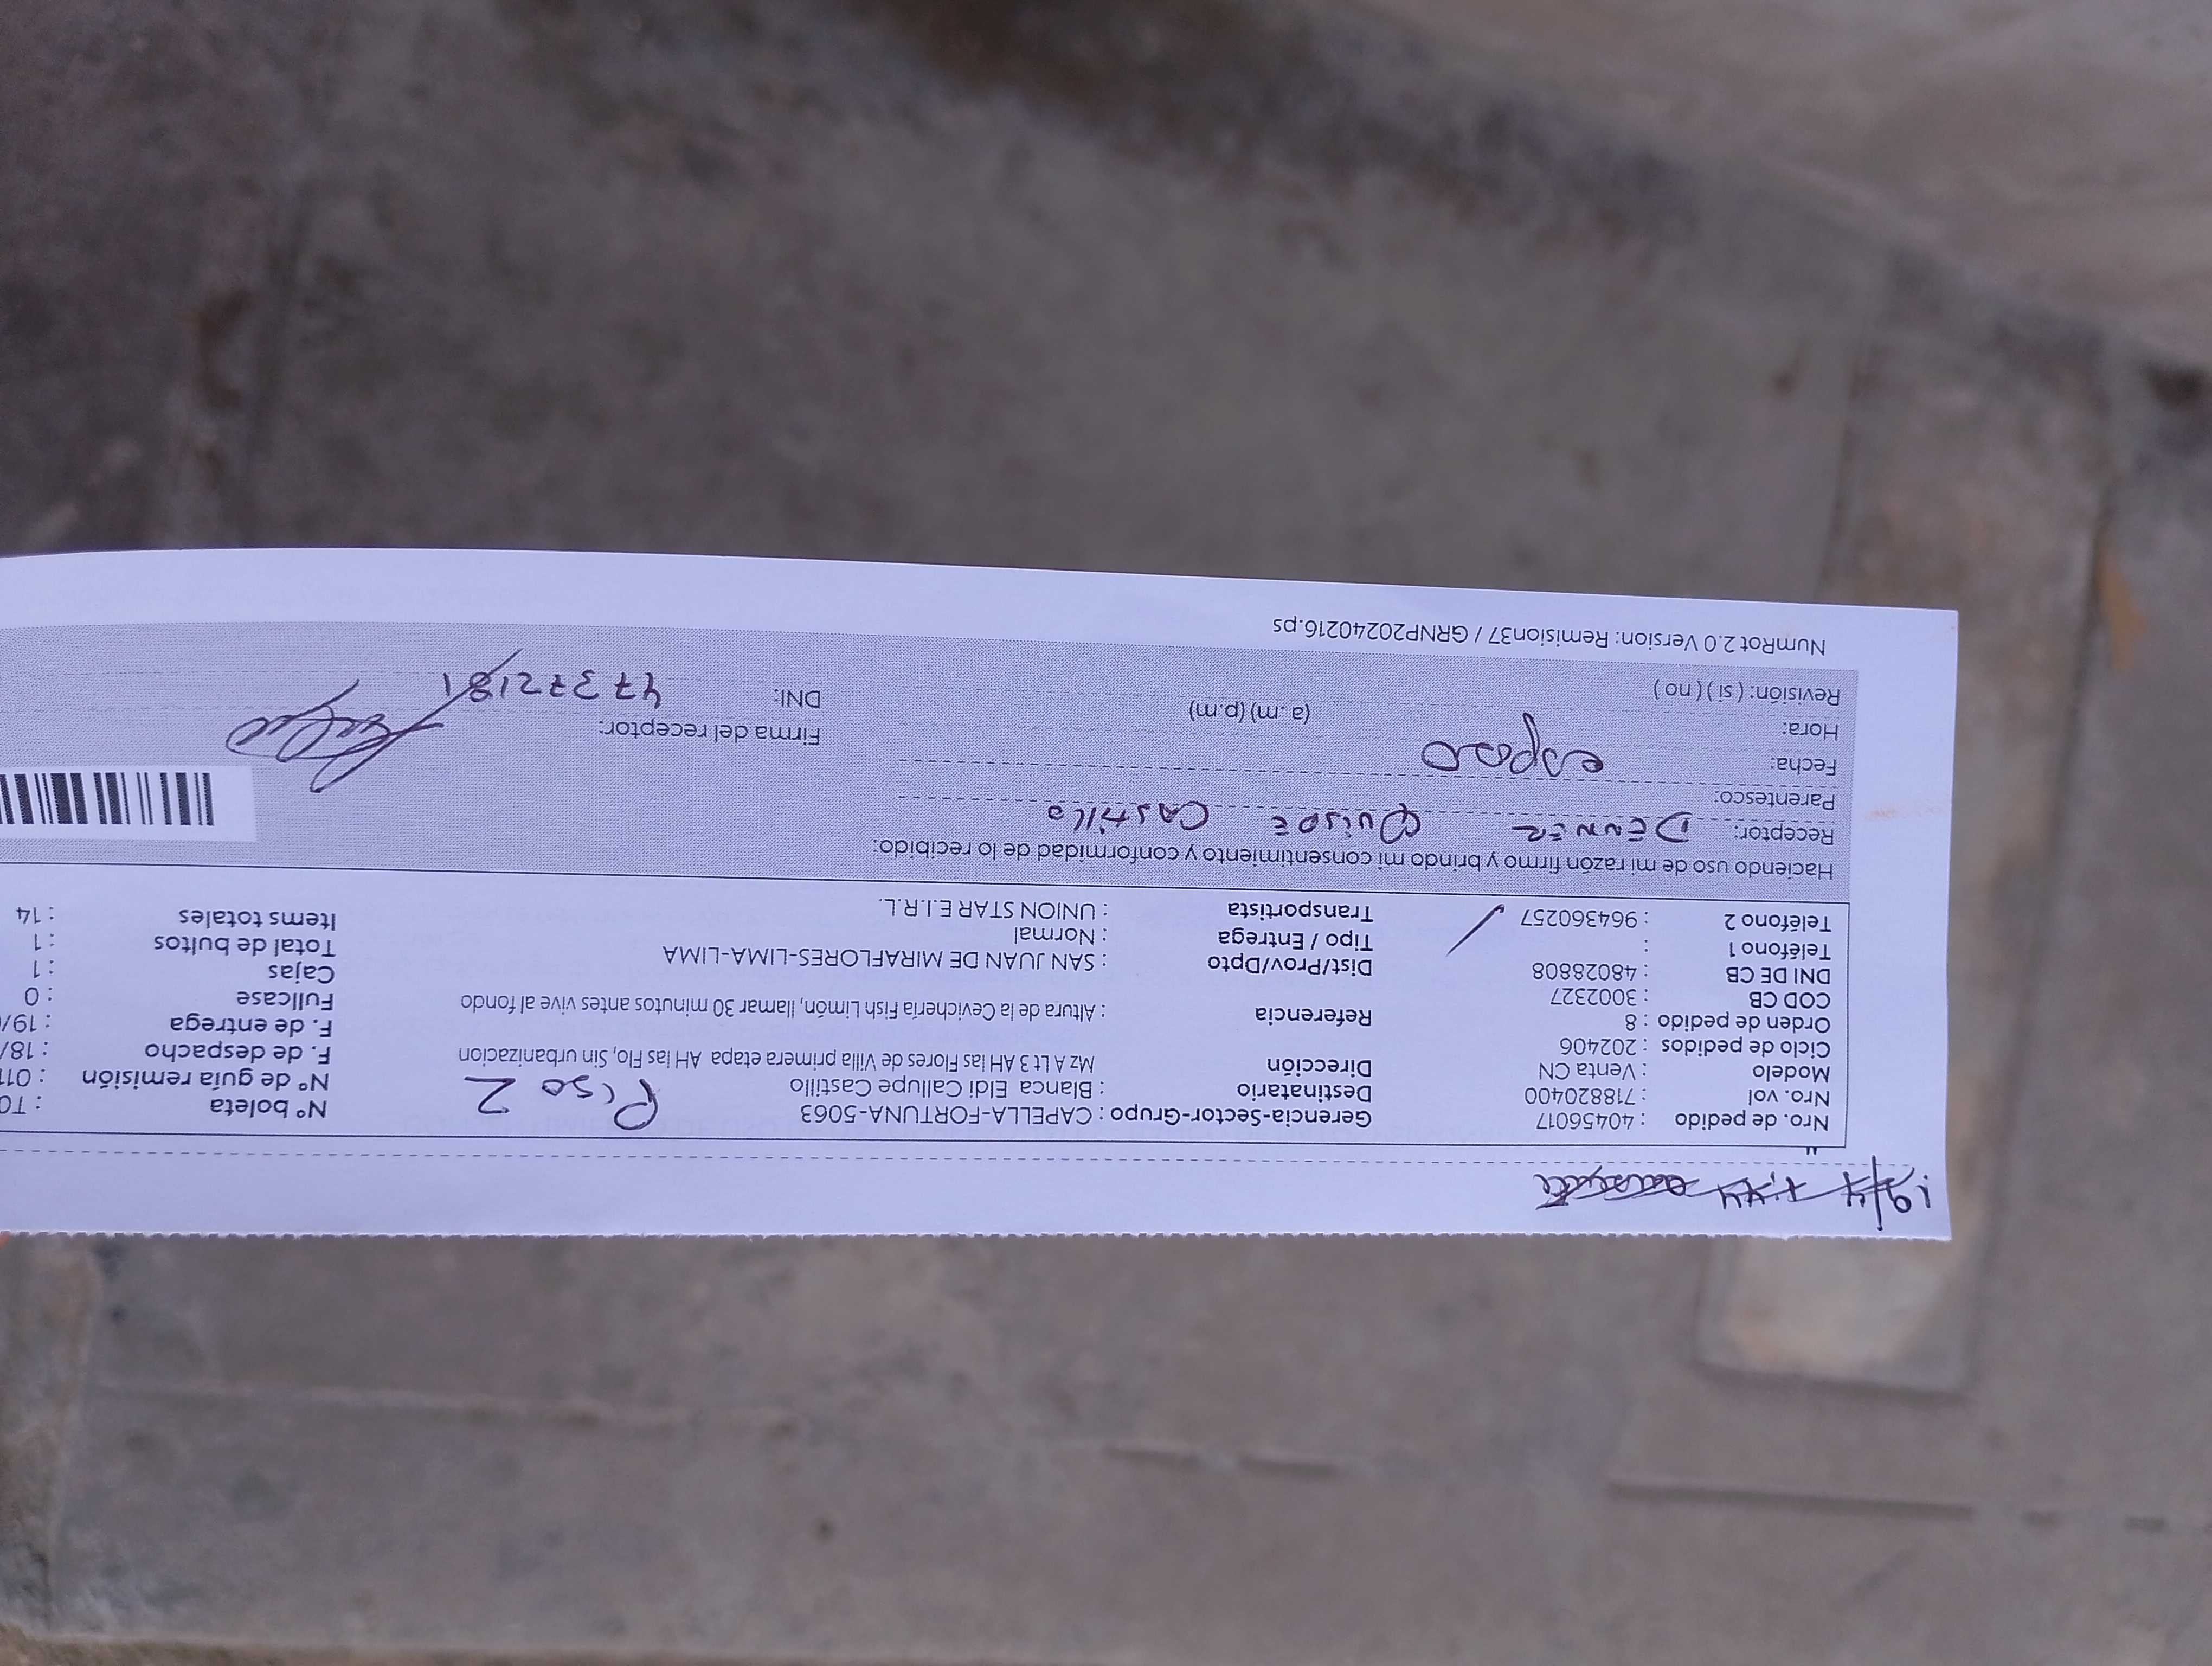 19/4
Nro. de pedido : 40456017 Gerencia-Sector-Grupo : CAPELLA-FORTUNA-5063 Nº boleta : T0
Nro. vol : 718820400 Destinatario : Blanca Eldi Callupe Castillo Piso 2 Nº de guía remisión : 011
Modelo : Venta CN Dirección Mz A Lt 3 AH las Flores de Villa primera etapa AH las Flo, Sin urbanizacion F. de despacho : 18/
Ciclo de pedidos : 202406 F. de entrega : 19/
Orden de pedido : 8 Referencia : Altura de la Cevichería Fish Limón, llamar 30 minutos antes vive al fondo Fullcase : 0
COD CB : 3002327 Cajas : 1
DNI DE CB : 48028808 Dist/Prov/Dpto : SAN JUAN DE MIRAFLORES-LIMA-LIMA Total de bultos : 1
Teléfono 1 : Tipo / Entrega : Normal Items totales : 14
Teléfono 2 : 964360257 Transportista : UNION STAR E.I.R.L.
Haciendo uso de mi razón firmo y brindo mi consentimiento y conformidad de lo recibido:
Receptor: DENNER QUISPE CASTILLO
Parentesco: esposo
Fecha:
Hora: (a.m) (p.m) Firma del receptor:
Revisión: ( si ) ( no ) DNI: 47372181
NumRot 2.0 Version: Remision37 / GRNP20240216.ps